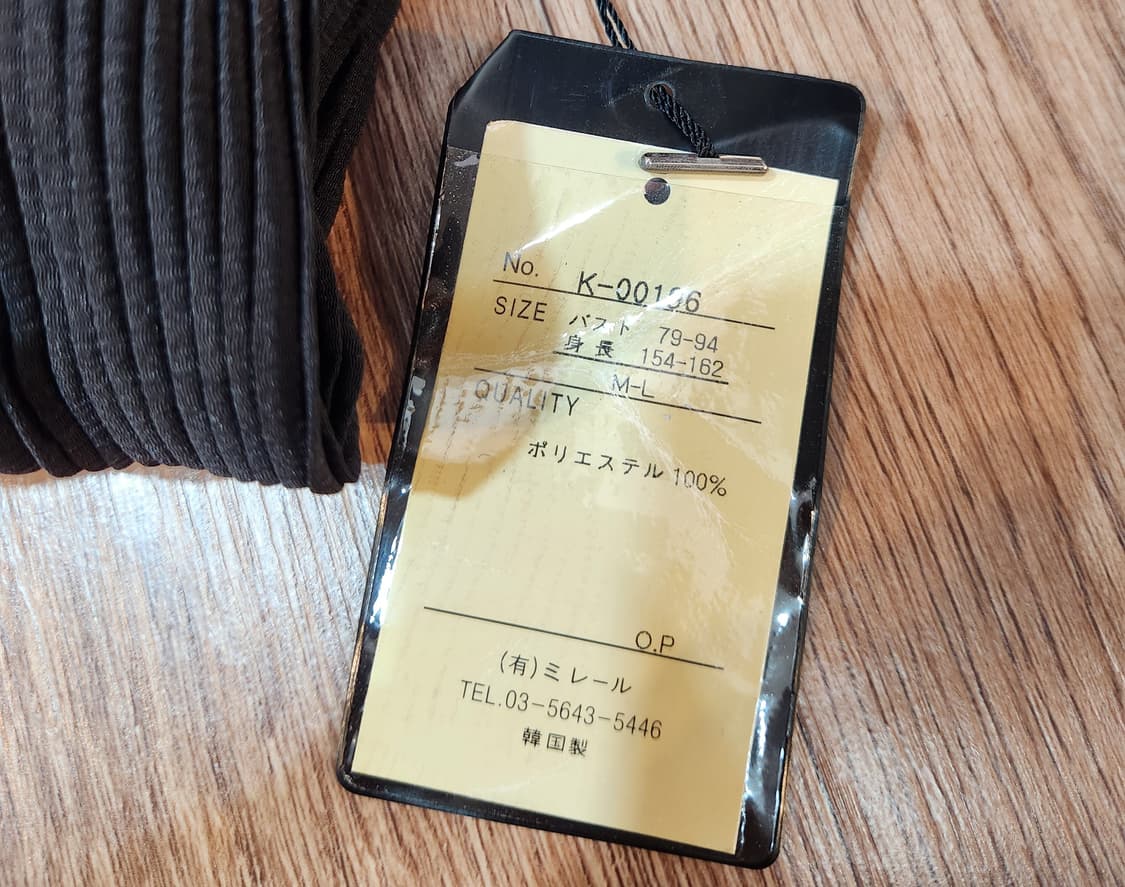 No. K-00186
SIZE バスト 79-94
身長 154-162
M-L
QUALITY
ポリエステル 100%
O.P
(有)ミレール
TEL.03-5643-5446
韓国製